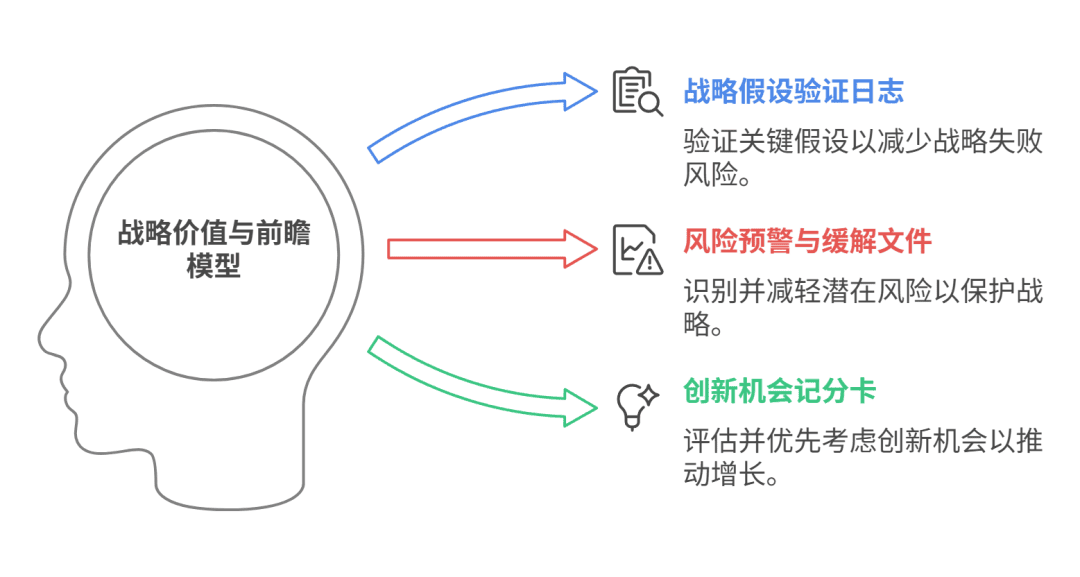 战略价值与前瞻
模型
战略假设验证日志
验证关键假设以减少战略失败
风险。
风险预警与缓解文件
识别并减轻潜在风险以保护战
略。
创新机会记分卡
评估并优先考虑创新机会以推
动增长。